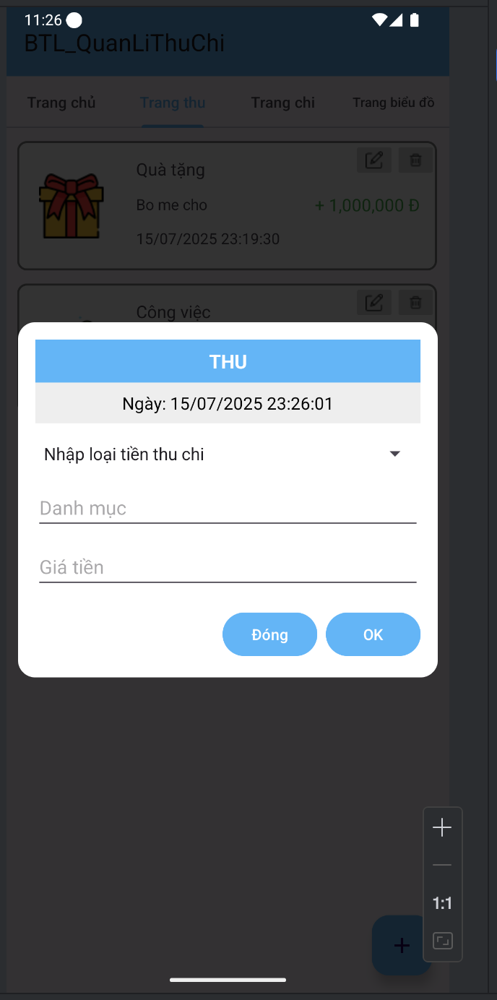 11:26
BTL_QuanLiThuChi
Trang chủ Trang thu Trang chi Trang biểu đồ
Quà tặng
Bo me cho + 1,000,000 Đ
15/07/2025 23:19:30
Công việc
THU
Ngày: 15/07/2025 23:26:01
Nhập loại tiền thu chi
Danh mục
Giá tiền
Đóng OK
1:1